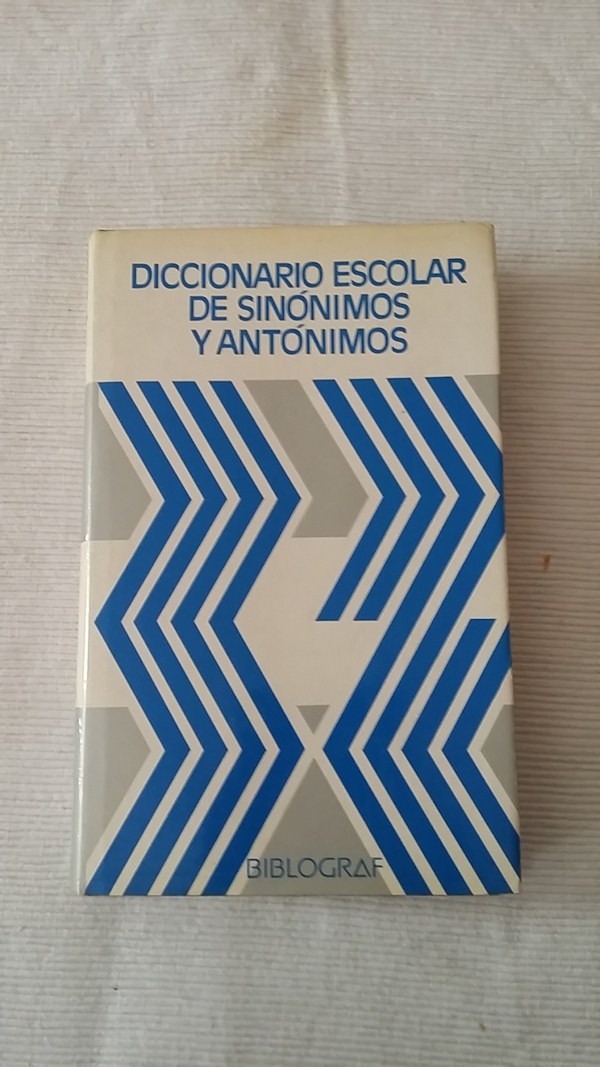 DICCIONARIO ESCOLAR
DE SINÓNIMOS
Y ANTÓNIMOS
BIBLOGRAF